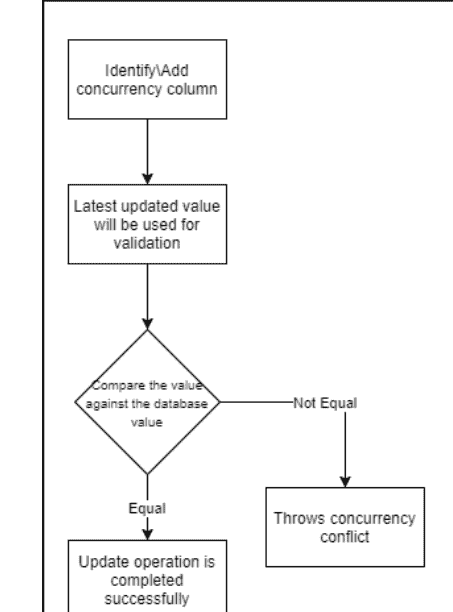 Identify\Add
concurrency column
Latest updated value
will be used for
validation
Compare the value
against the database
value
Not Equal
Equal
Throws concurrency
conflict
Update operation is
completed
successfully